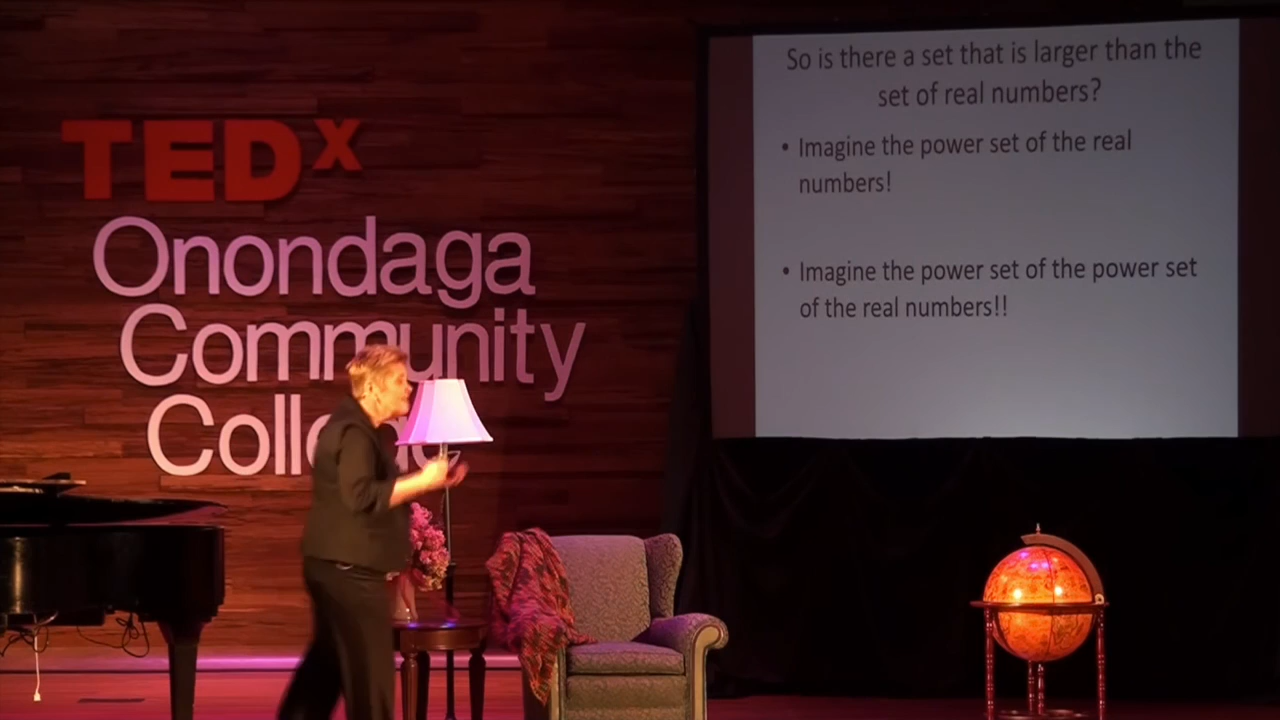 TEDx
Onondaga
Community
So is there a set that is larger than the
set of real numbers?
• Imagine the power set of the real
numbers!
• Imagine the power set of the power set
of the real numbers!!